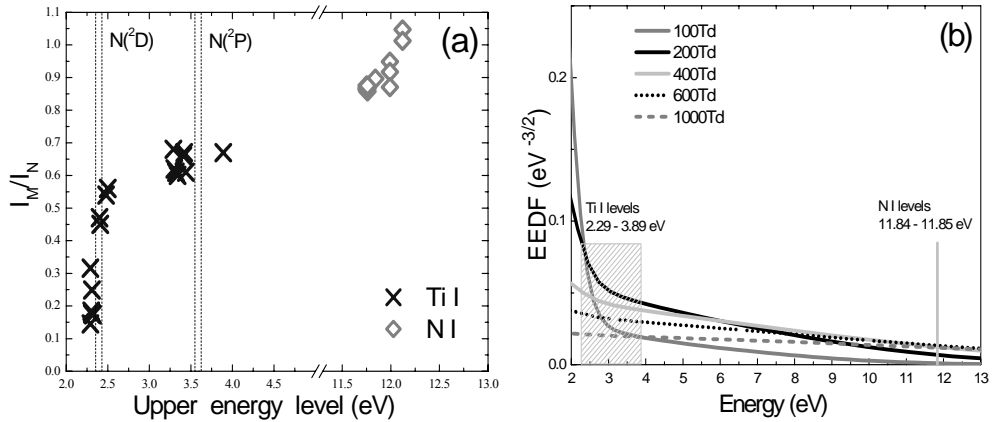 (a)
N(²D)
N(²P)
I_M/I_N
1.1
1.0
0.9
0.8
0.7
0.6
0.5
0.4
0.3
0.2
0.1
0.0
Ti I
N I
2.0 2.5 3.0 3.5 4.0 4.5 11.5 12.0 12.5 13.0
Upper energy level (eV)
(b)
100Td
200Td
400Td
600Td
1000Td
EEDF (eV^-3/2)
0.2
0.1
0.0
Ti I levels
2.29 - 3.89 eV
N I levels
11.84 - 11.85 eV
2 3 4 5 6 7 8 9 10 11 12 13
Energy (eV)